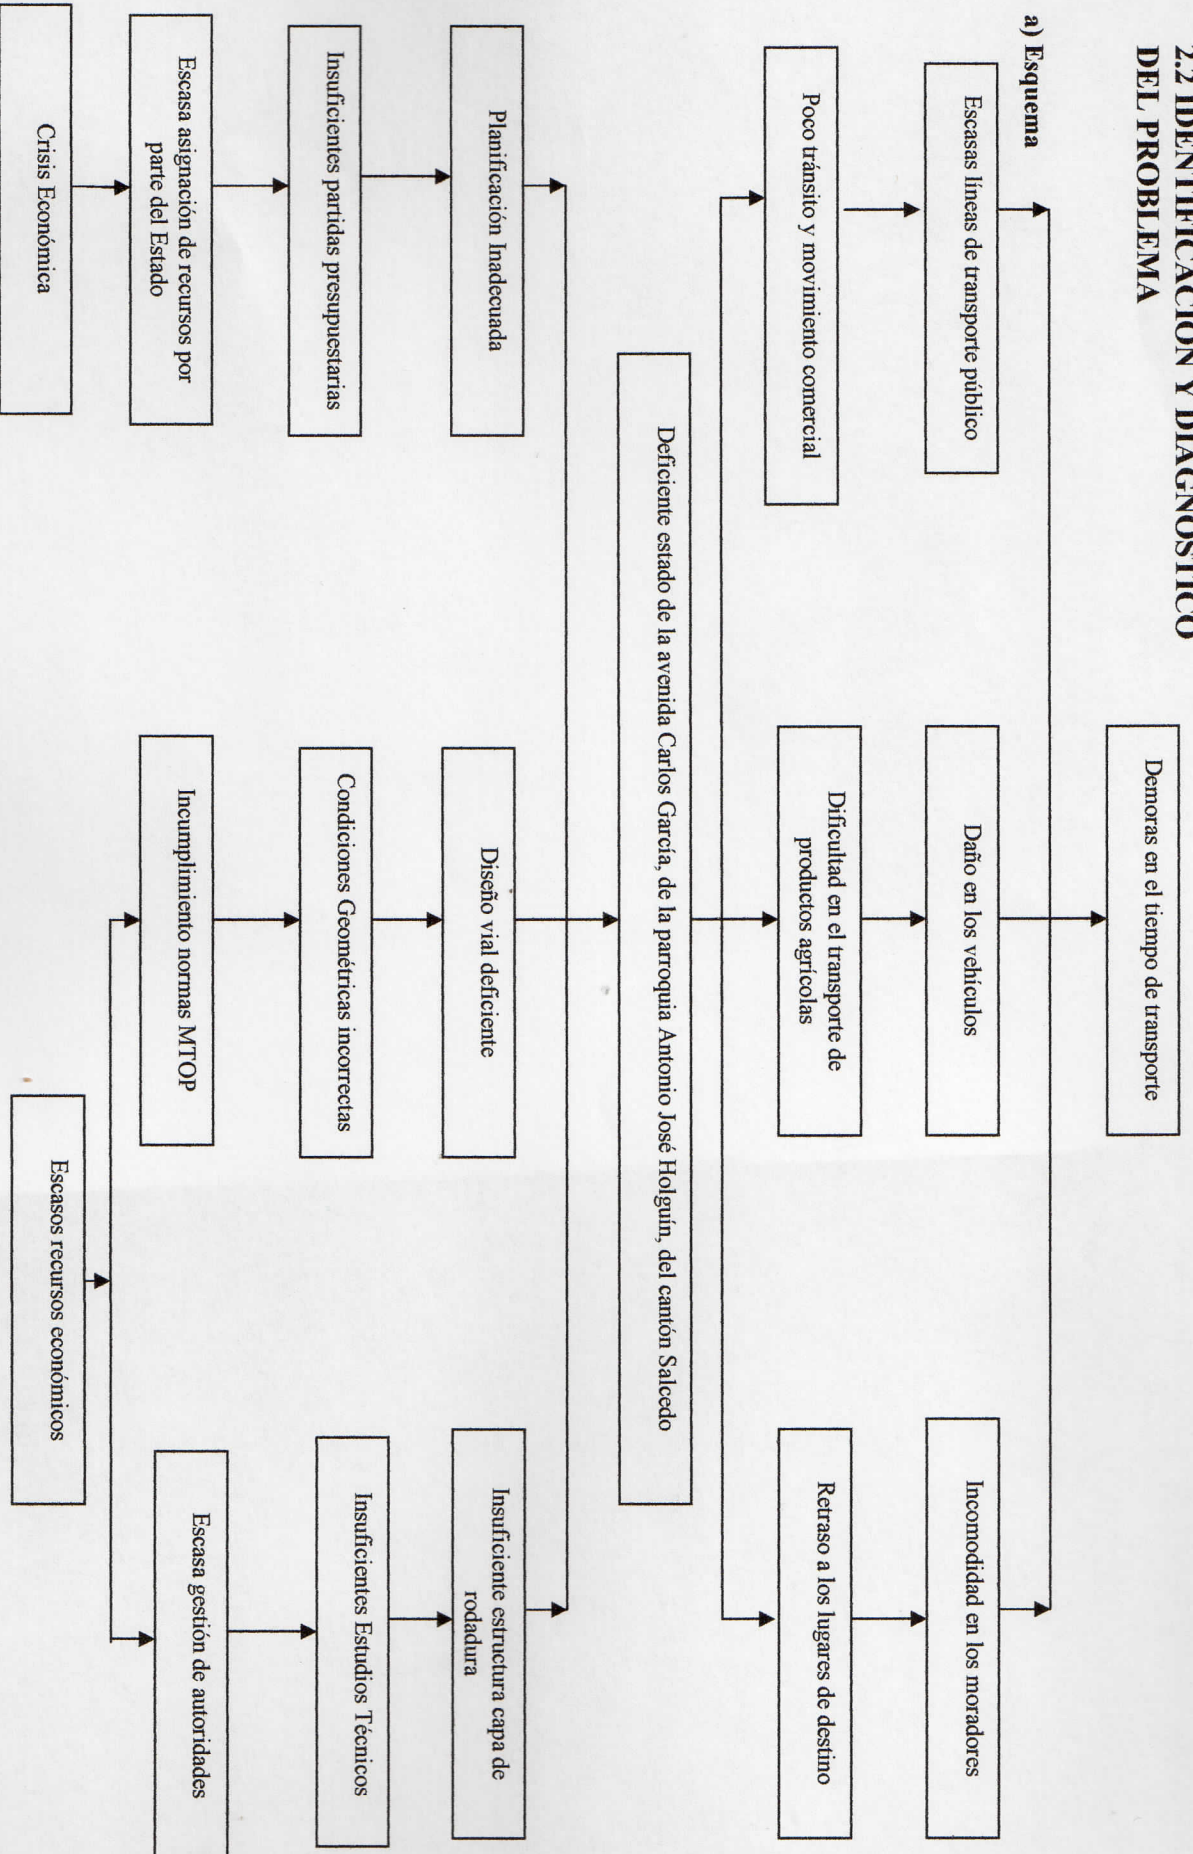 2.2 IDENTIFICACIÓN Y DIAGNÓSTICO
DEL PROBLEMA
a) Esquema
Demoras en el tiempo de transporte
Escasas líneas de transporte público
Daño en los vehículos
Incomodidad en los moradores
Poco tránsito y movimiento comercial
Dificultad en el transporte de
productos agrícolas
Retraso a los lugares de destino
Deficiente estado de la avenida Carlos García, de la parroquia Antonio José Holguín, del cantón Salcedo
Planificación Inadecuada
Diseño vial deficiente
Insuficiente estructura capa de
rodadura
Insuficientes partidas presupuestarias
Condiciones Geométricas incorrectas
Insuficientes Estudios Técnicos
Escasa asignación de recursos por
parte del Estado
Incumplimiento normas MTOP
Escasa gestión de autoridades
Crisis Económica
Escasos recursos económicos